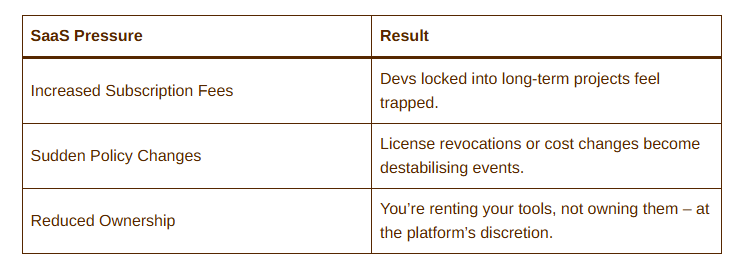 SaaS Pressure
Result
Increased Subscription Fees
Devs locked into long-term projects feel
trapped.
Sudden Policy Changes
License revocations or cost changes become
destabilising events.
Reduced Ownership
You’re renting your tools, not owning them – at
the platform’s discretion.